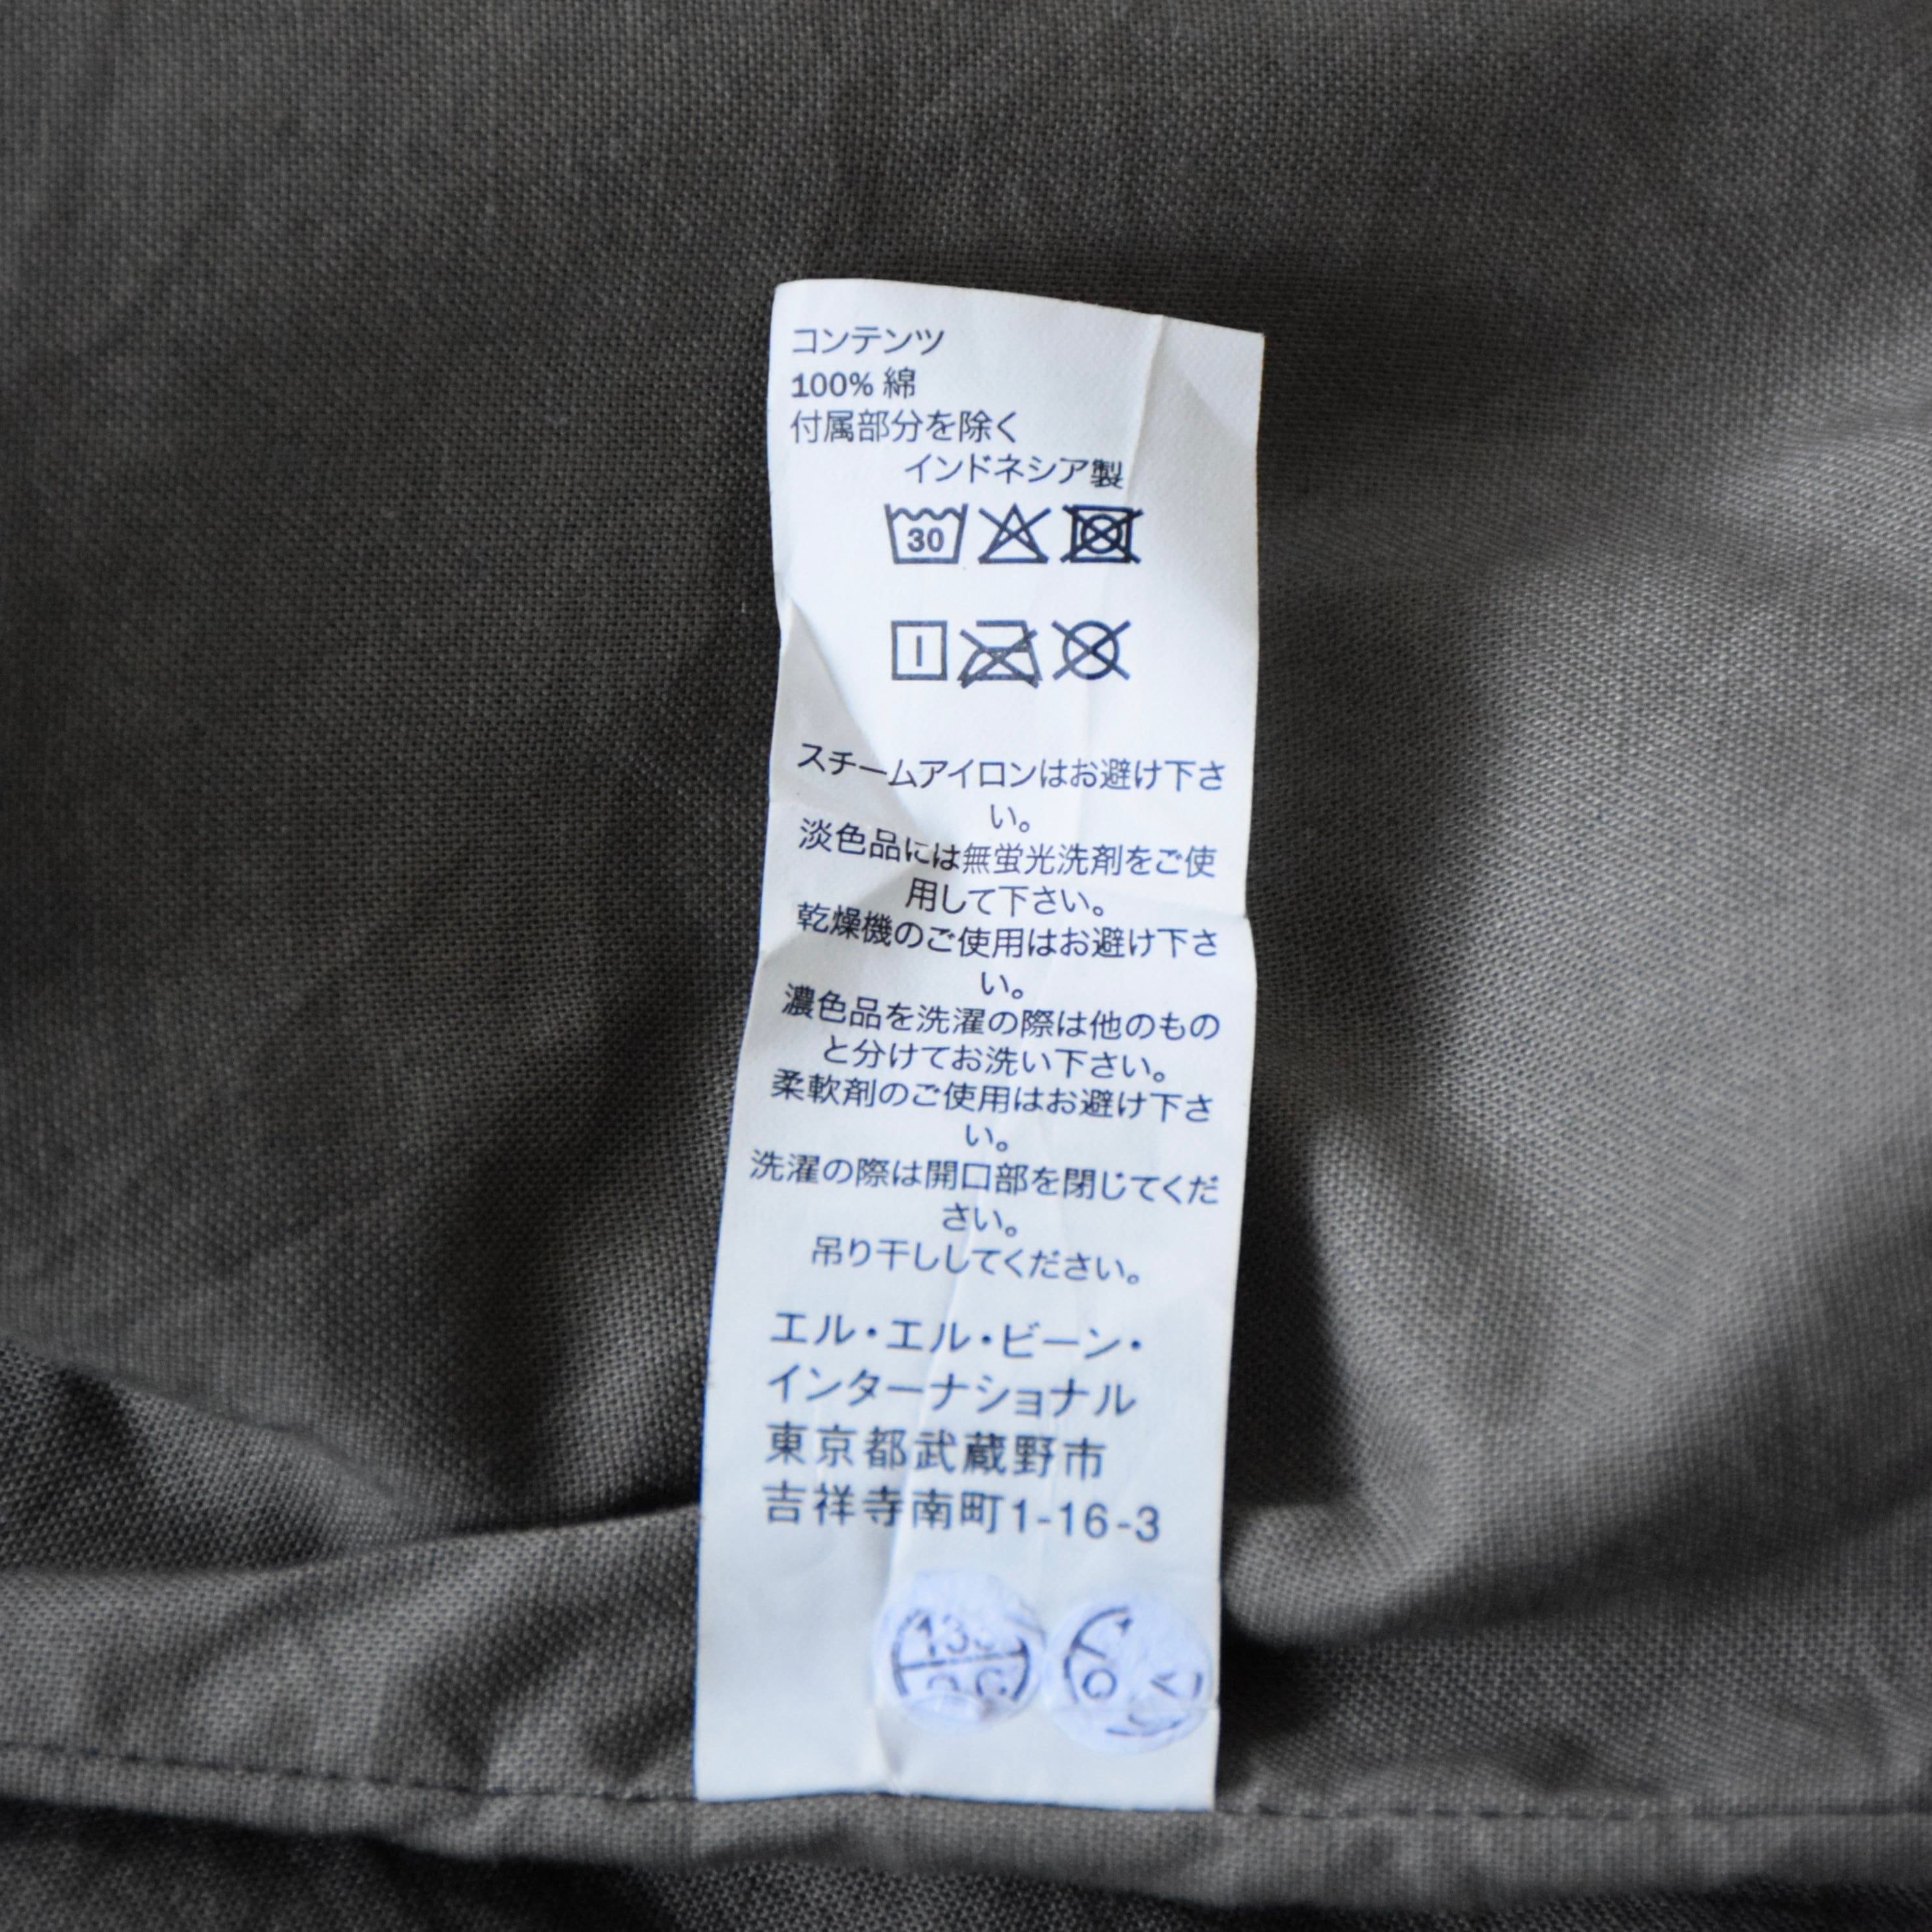 コンテンツ
100% 綿
付属部分を除く
インドネシア製
30
スチームアイロンはお避け下さ
い。
淡色品には無蛍光洗剤をご使
用して下さい。
乾燥機のご使用はお避け下さ
い。
濃色品を洗濯の際は他のもの
と分けてお洗い下さい。
柔軟剤のご使用はお避け下さ
い。
洗濯の際は開口部を閉じてくだ
さい。
吊り干ししてください。
エル・エル・ビーン・
インターナショナル
東京都武蔵野市
吉祥寺南町1-16-3